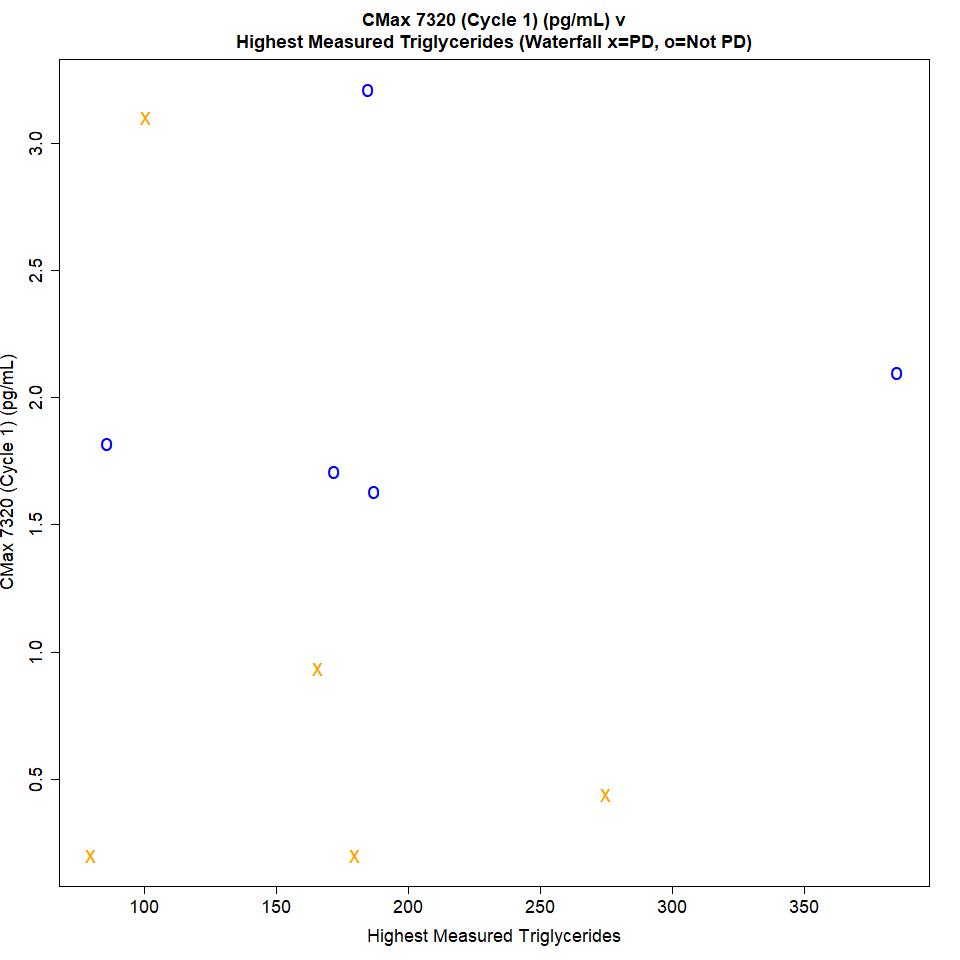 CMax 7320 (Cycle 1) (pg/mL) v
Highest Measured Triglycerides (Waterfall x=PD, o=Not PD)
CMax 7320 (Cycle 1) (pg/mL)
3.0
2.5
2.0
1.5
1.0
0.5
x
o
o
o
o
o
x
x
x
x
100 150 200 250 300 350
Highest Measured Triglycerides